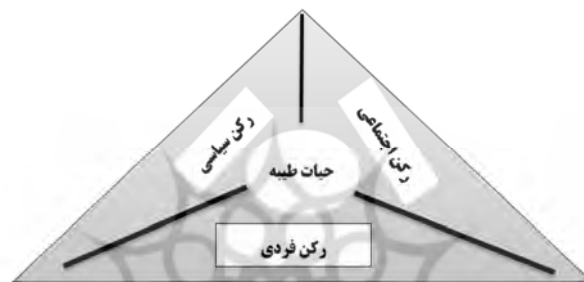 رکن اجتماعی
رکن سیاسی
حیات طیبه
رکن فردی